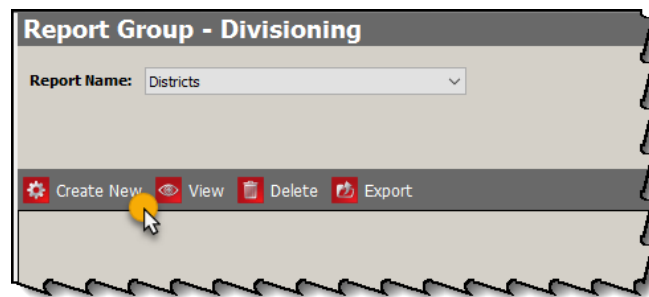 Report Group - Divisioning
Report Name: Districts
Create New View Delete Export